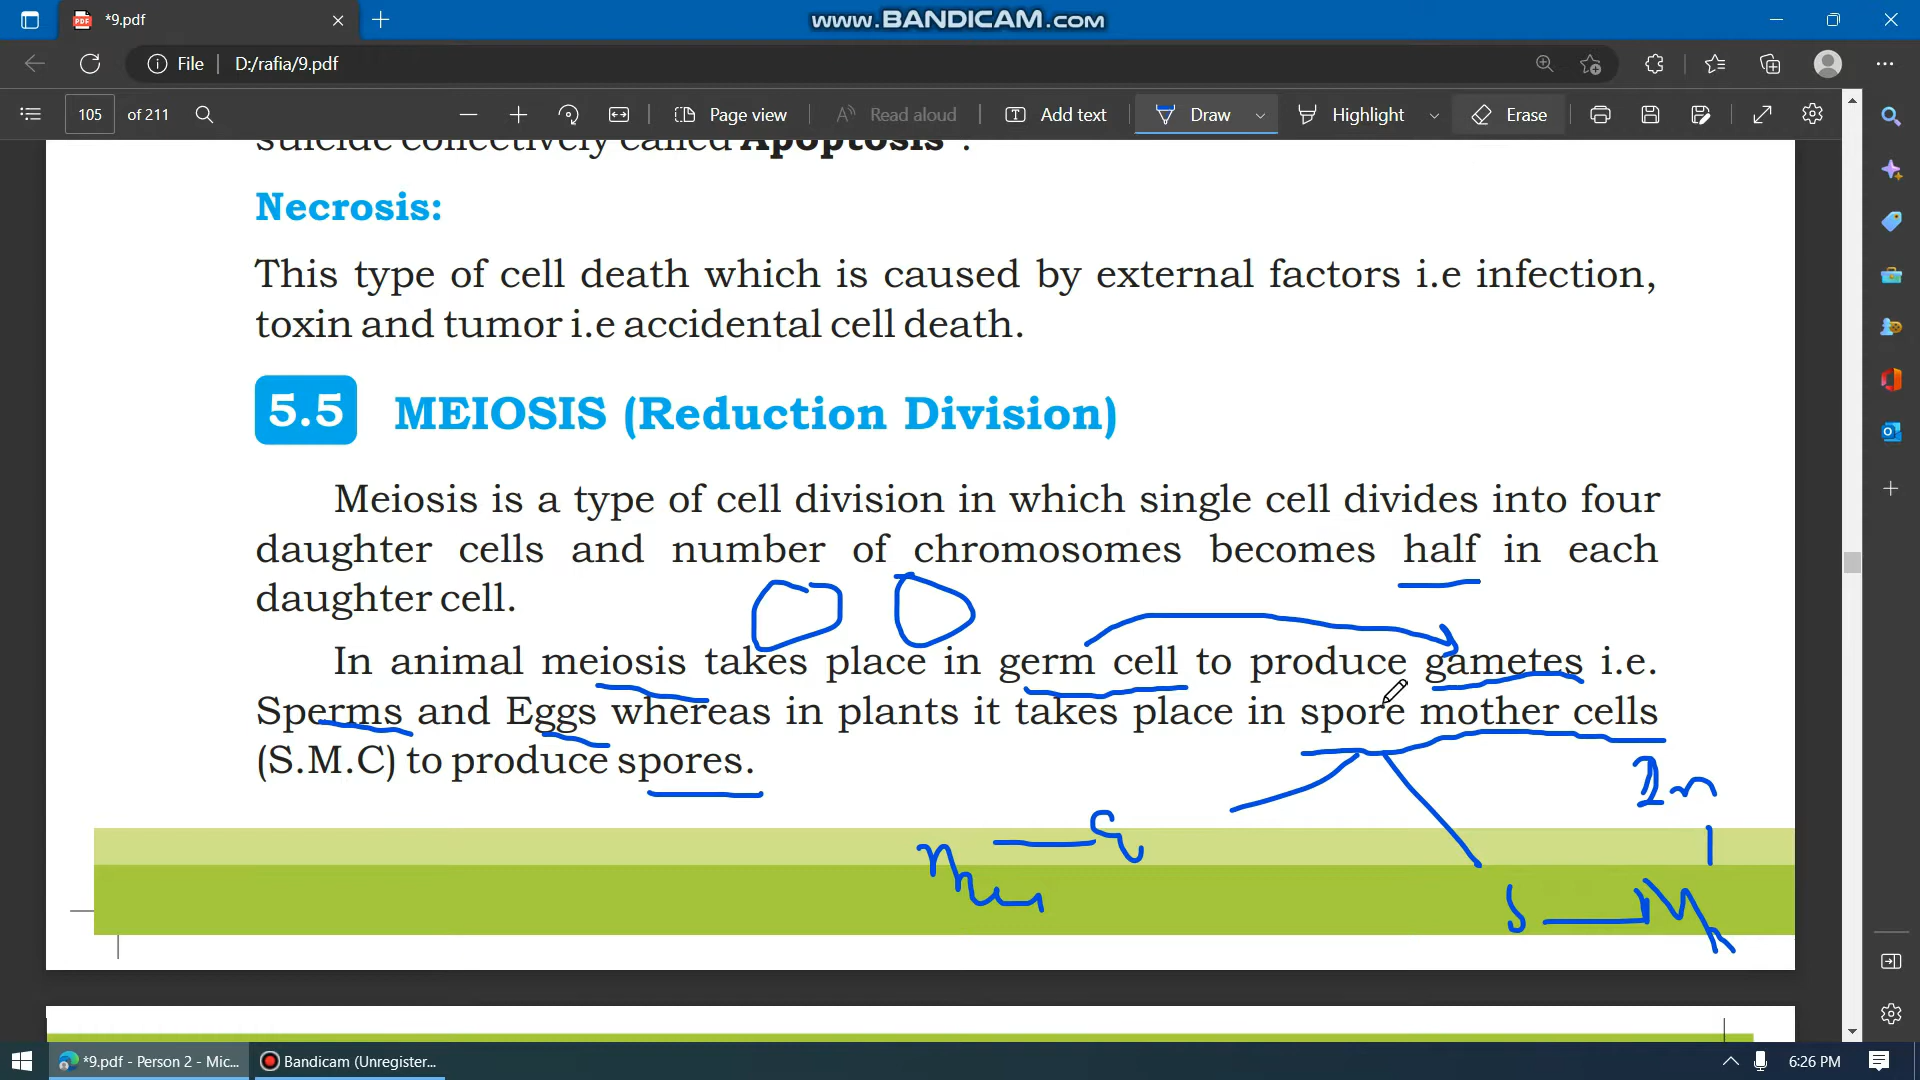 *9.pdf
www.BANDICAM.com
File
D:/rafia/9.pdf
105 of 211
Page view
Read aloud
Add text
Draw
Highlight
Erase
suicide collectively called Apoptosis".
Necrosis:
This type of cell death which is caused by external factors i.e infection,
toxin and tumor i.e accidental cell death.
5.5 MEIOSIS (Reduction Division)
Meiosis is a type of cell division in which single cell divides into four
daughter cells and number of chromosomes becomes half in each
daughter cell.
In animal meiosis takes place in germ cell to produce gametes i.e.
Sperms and Eggs whereas in plants it takes place in spore mother cells
(S.M.C) to produce spores.
*9.pdf - Person 2 - Mic...
Bandicam (Unregister...
6:26 PM